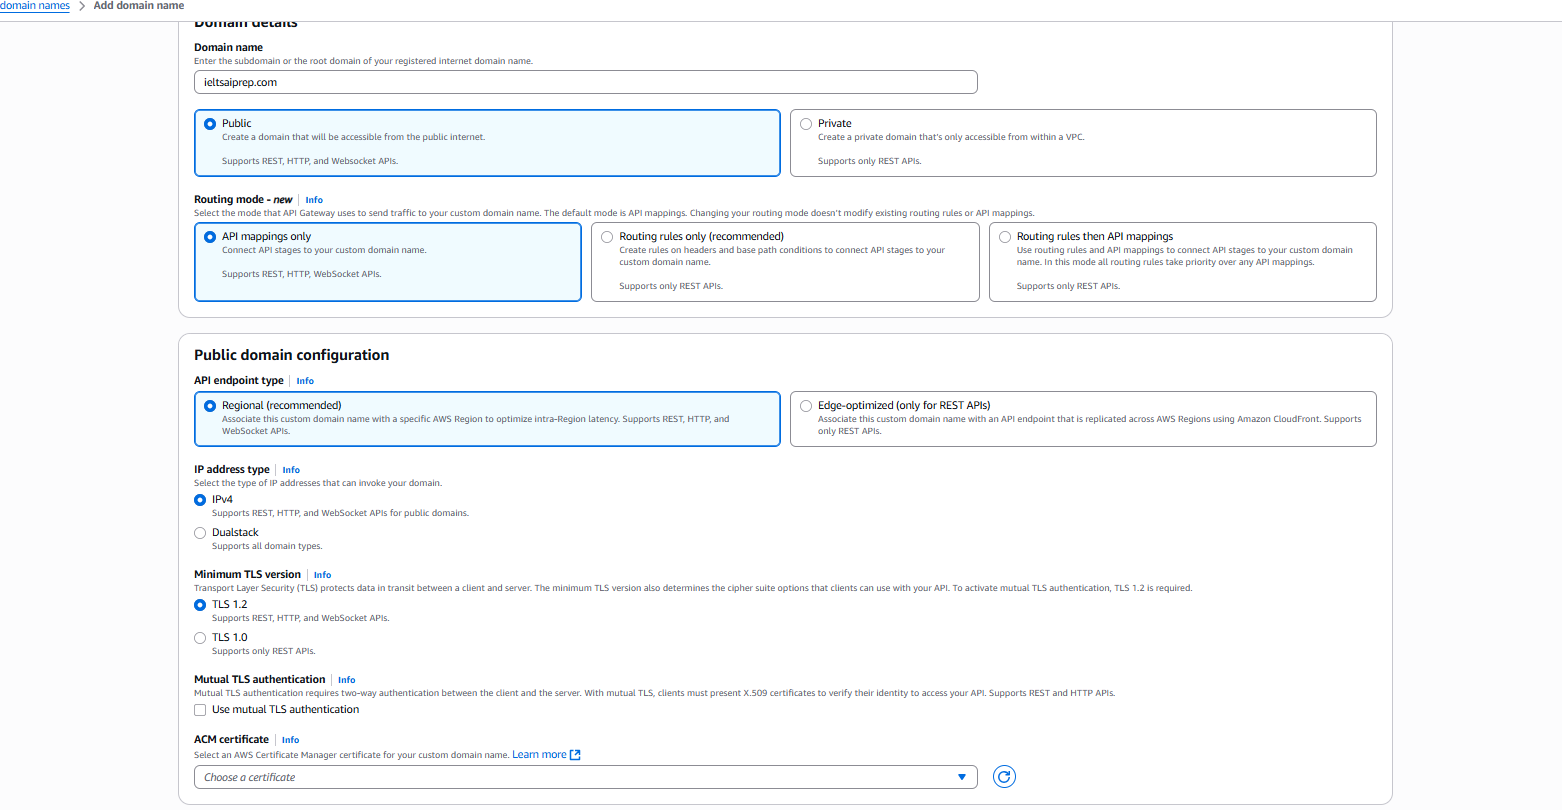 domain names > Add domain name
Domain details
Domain name
Enter the subdomain or the root domain of your registered internet domain name.
ieltsaiprep.com
Public
Create a domain that will be accessible from the public internet.
Supports REST, HTTP, and Websocket APIs.
Private
Create a private domain that's only accessible from within a VPC.
Supports only REST APIs.
Routing mode - new Info
Select the mode that API Gateway uses to send traffic to your custom domain name. The default mode is API mappings. Changing your routing mode doesn't modify existing routing rules or API mappings.
API mappings only
Connect API stages to your custom domain name.
Supports REST, HTTP, WebSocket APIs.
Routing rules only (recommended)
Create rules on headers and base path conditions to connect API stages to your
custom domain name.
Supports only REST APIs.
Routing rules then API mappings
Use routing rules and API mappings to connect API stages to your custom domain
name. In this mode all routing rules take priority over any API mappings.
Supports only REST APIs.
Public domain configuration
API endpoint type Info
Regional (recommended)
Associate this custom domain name with a specific AWS Region to optimize intra-Region latency. Supports REST, HTTP, and
WebSocket APIs.
Edge-optimized (only for REST APIs)
Associate this custom domain name with an API endpoint that is replicated across AWS Regions using Amazon CloudFront. Supports
only REST APIs.
IP address type Info
Select the type of IP addresses that can invoke your domain.
IPv4
Supports REST, HTTP, and WebSocket APIs for public domains.
Dualstack
Supports all domain types.
Minimum TLS version Info
Transport Layer Security (TLS) protects data in transit between a client and server. The minimum TLS version also determines the cipher suite options that clients can use with your API. To activate mutual TLS authentication, TLS 1.2 is required.
TLS 1.2
Supports REST, HTTP, and WebSocket APIs.
TLS 1.0
Supports only REST APIs.
Mutual TLS authentication Info
Mutual TLS authentication requires two-way authentication between the client and the server. With mutual TLS, clients must present X.509 certificates to verify their identity to access your API. Supports REST and HTTP APIs.
Use mutual TLS authentication
ACM certificate Info
Select an AWS Certificate Manager certificate for your custom domain name. Learn more
Choose a certificate